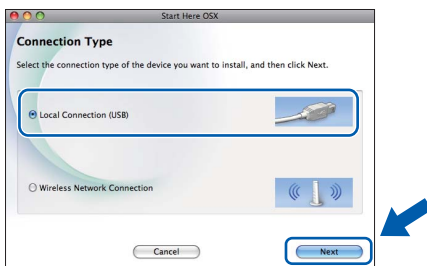 Start Here OSX
Connection Type
Select the connection type of the device you want to install, and then click Next.
Local Connection (USB)
Wireless Network Connection
Cancel
Next